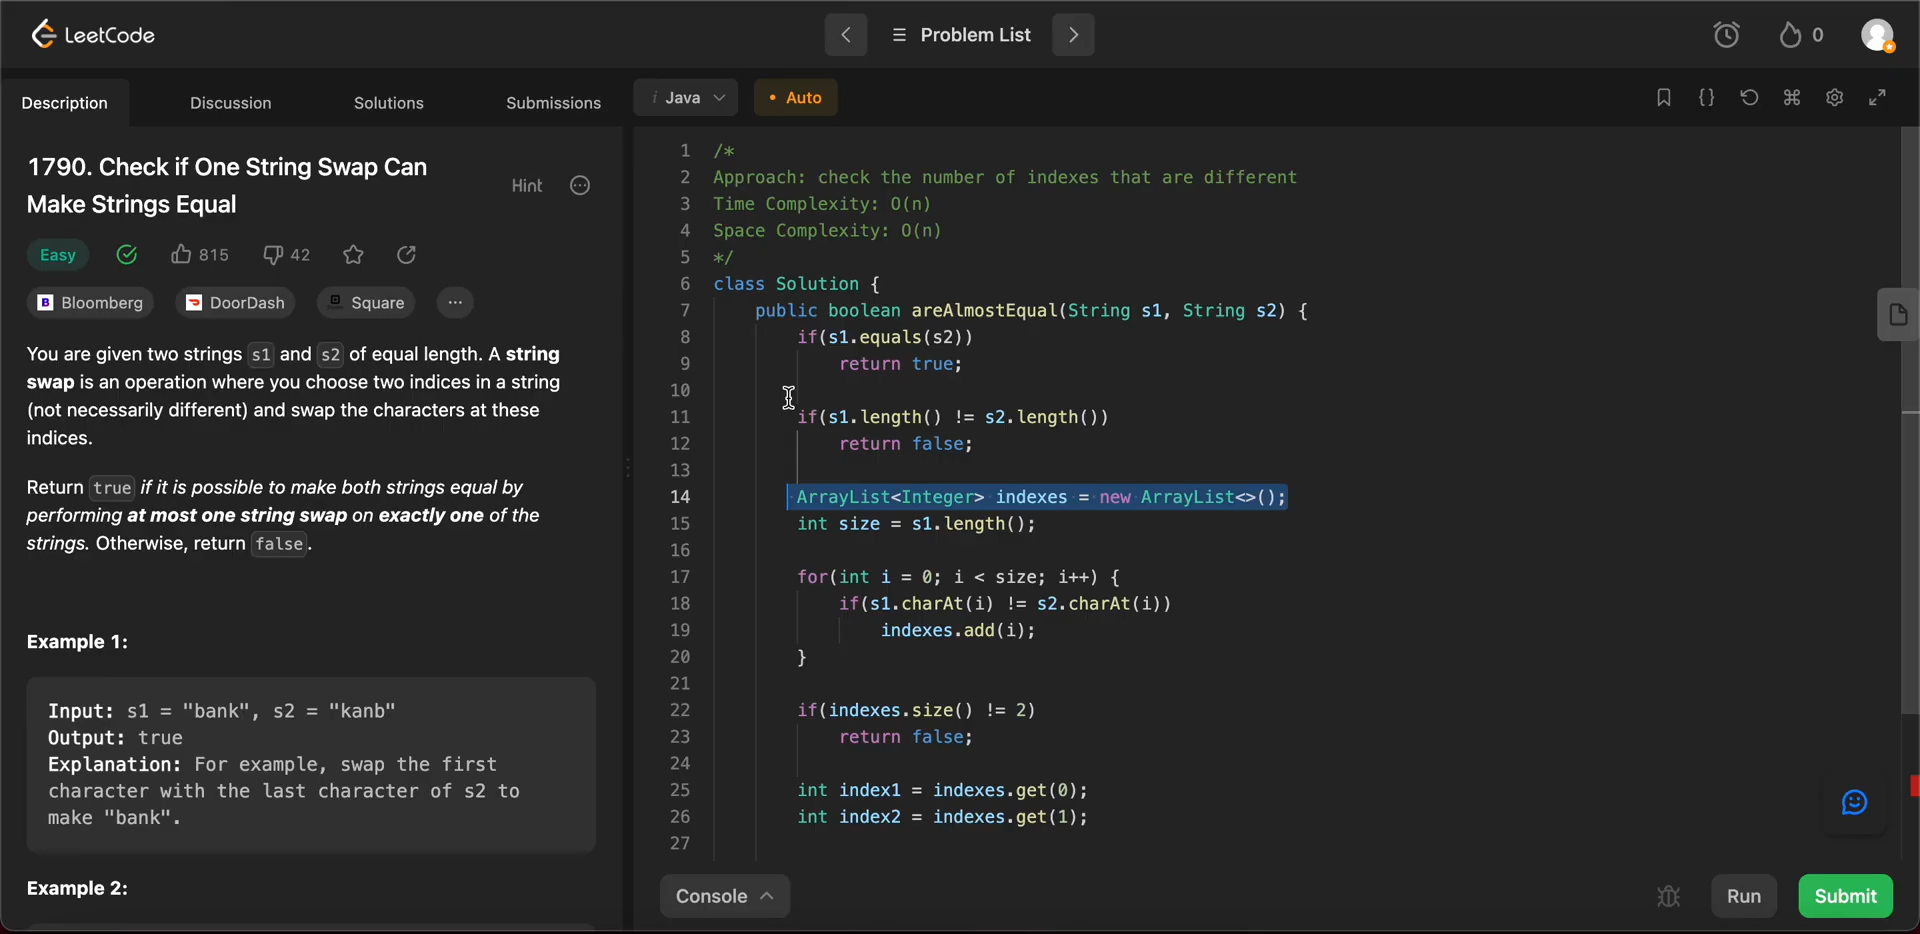 LeetCode
Problem List
0
Description Discussion Solutions Submissions
i Java
• Auto
{}
1790. Check if One String Swap Can
Make Strings Equal
Hint
Easy 815 42
B Bloomberg DoorDash Square ...
You are given two strings s1 and s2 of equal length. A string
swap is an operation where you choose two indices in a string
(not necessarily different) and swap the characters at these
indices.
Return true if it is possible to make both strings equal by
performing at most one string swap on exactly one of the
strings. Otherwise, return false.
Example 1:
Input: s1 = "bank", s2 = "kanb"
Output: true
Explanation: For example, swap the first
character with the last character of s2 to
make "bank".
Example 2:
1 /*
2 Approach: check the number of indexes that are different
3 Time Complexity: O(n)
4 Space Complexity: O(n)
5 */
6 class Solution {
7 public boolean areAlmostEqual(String s1, String s2) {
8 if(s1.equals(s2))
9 return true;
10
11 if(s1.length() != s2.length())
12 return false;
13
14 ArrayList<Integer> indexes = new ArrayList<>();
15 int size = s1.length();
16
17 for(int i = 0; i < size; i++) {
18 if(s1.charAt(i) != s2.charAt(i))
19 indexes.add(i);
20 }
21
22 if(indexes.size() != 2)
23 return false;
24
25 int index1 = indexes.get(0);
26 int index2 = indexes.get(1);
27
Console
Run
Submit